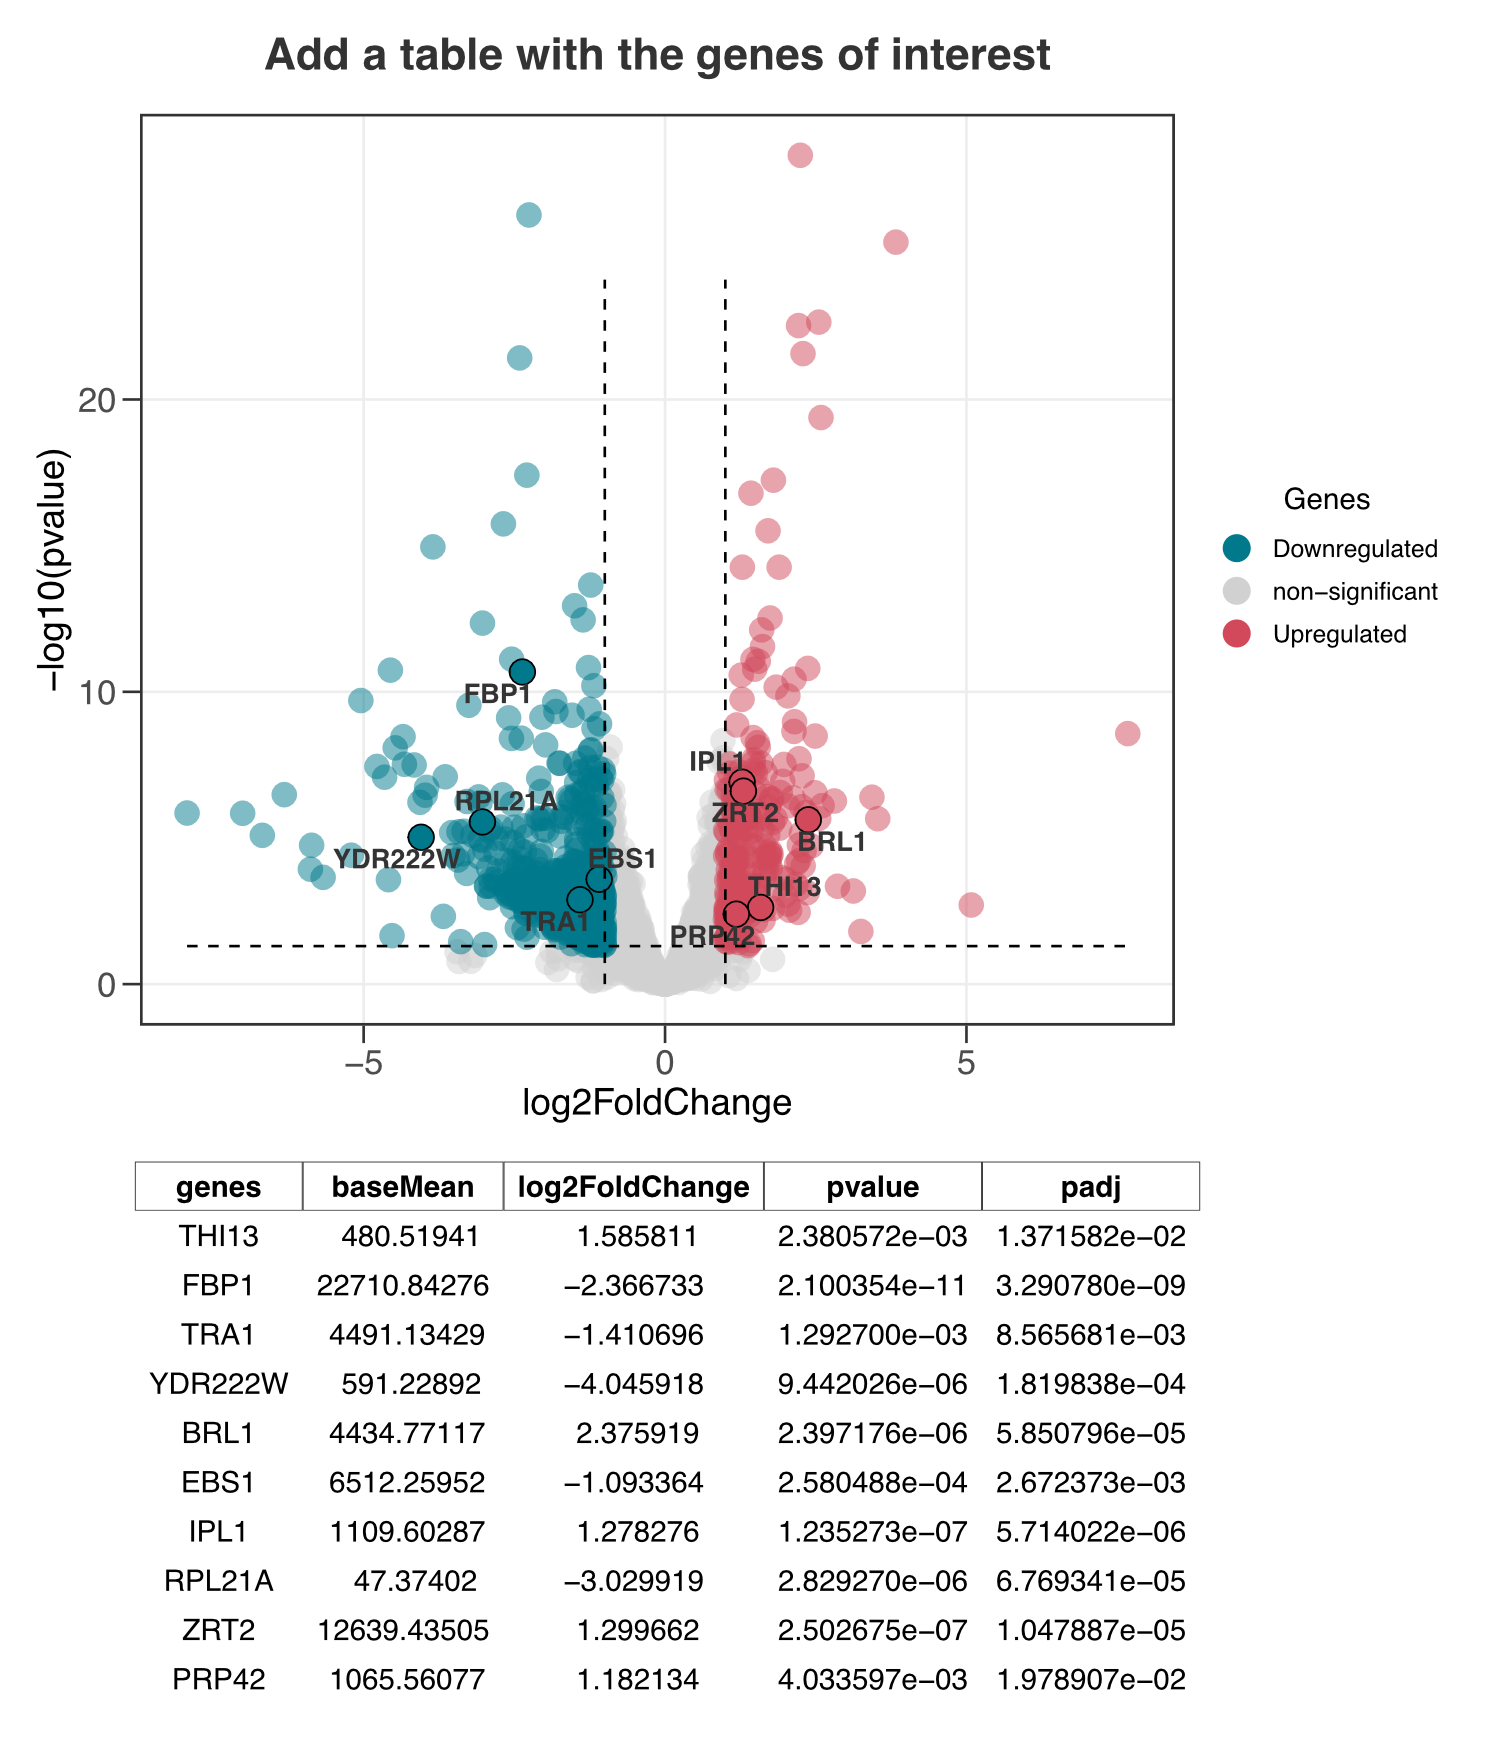 Add a table with the genes of interest
−log10(pvalue)
20
10
0
FBP1
IPL1
RPL21A
ZRT2
BRL1
YDR222W
EBS1
THI13
TRA1
PRP42
−5
0
5
log2FoldChange
Genes
Downregulated
non−significant
Upregulated
genes baseMean log2FoldChange pvalue padj
THI13 480.51941 1.585811 2.380572e−03 1.371582e−02
FBP1 22710.84276 −2.366733 2.100354e−11 3.290780e−09
TRA1 4491.13429 −1.410696 1.292700e−03 8.565681e−03
YDR222W 591.22892 −4.045918 9.442026e−06 1.819838e−04
BRL1 4434.77117 2.375919 2.397176e−06 5.850796e−05
EBS1 6512.25952 −1.093364 2.580488e−04 2.672373e−03
IPL1 1109.60287 1.278276 1.235273e−07 5.714022e−06
RPL21A 47.37402 −3.029919 2.829270e−06 6.769341e−05
ZRT2 12639.43505 1.299662 2.502675e−07 1.047887e−05
PRP42 1065.56077 1.182134 4.033597e−03 1.978907e−02